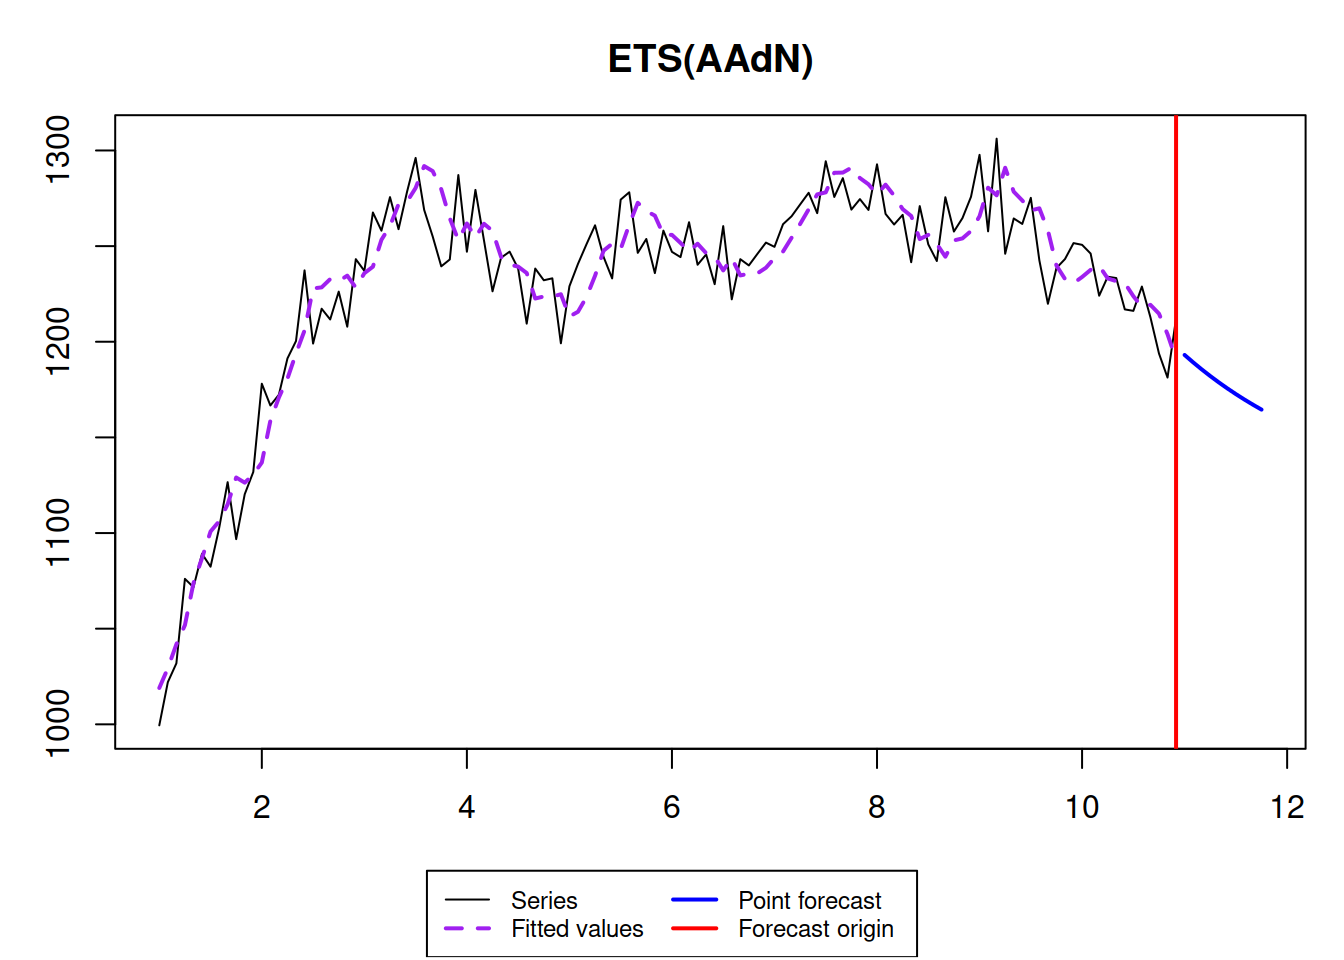 ETS(AAdN)
1300
1200
1100
1000
2 4 6 8 10 12
Series Point forecast
Fitted values Forecast origin